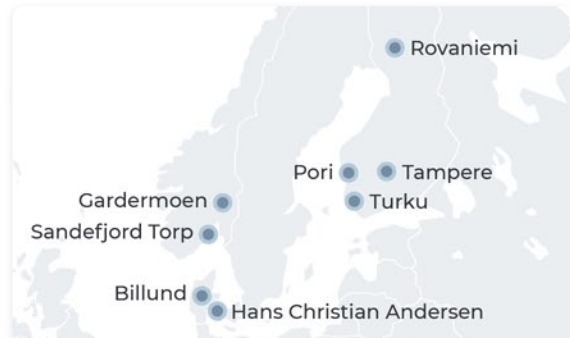 Rovaniemi
Pori
Tampere
Turku
Gardermoen
Sandefjord Torp
Billund
Hans Christian Andersen